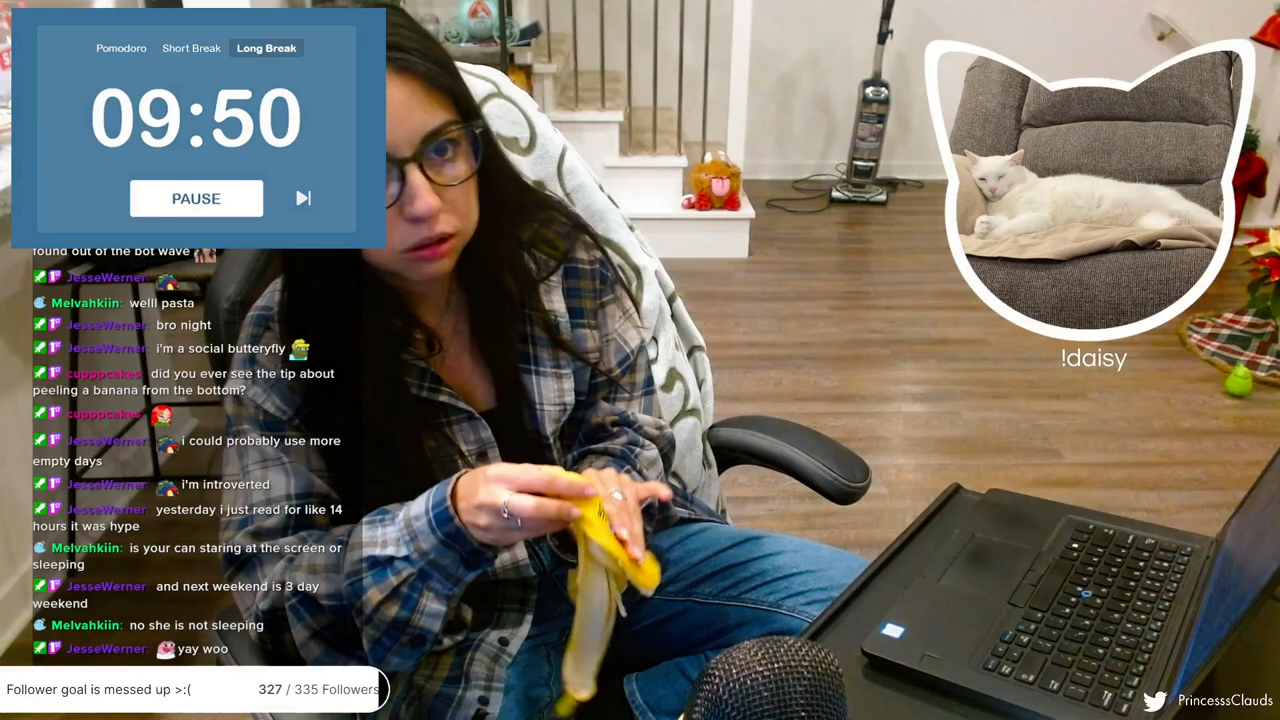 Pomodoro Short Break Long Break
09:50
PAUSE
found out of the bot wave
JesseWerner:
Melvahkiin: welll pasta
JesseWerner: bro night
JesseWerner: i'm a social butteryfly
cupppcakes: did you ever see the tip about
peeling a banana from the bottom?
cupppcakes:
JesseWerner: i could probably use more
empty days
JesseWerner: i'm introverted
JesseWerner: yesterday i just read for like 14
hours it was hype
Melvahkiin: is your can staring at the screen or
sleeping
JesseWerner: and next weekend is 3 day
weekend
Melvahkiin: no she is not sleeping
JesseWerner: yay woo
Follower goal is messed up >:( 327 / 335 Followers
!daisy
PrincesssClauds